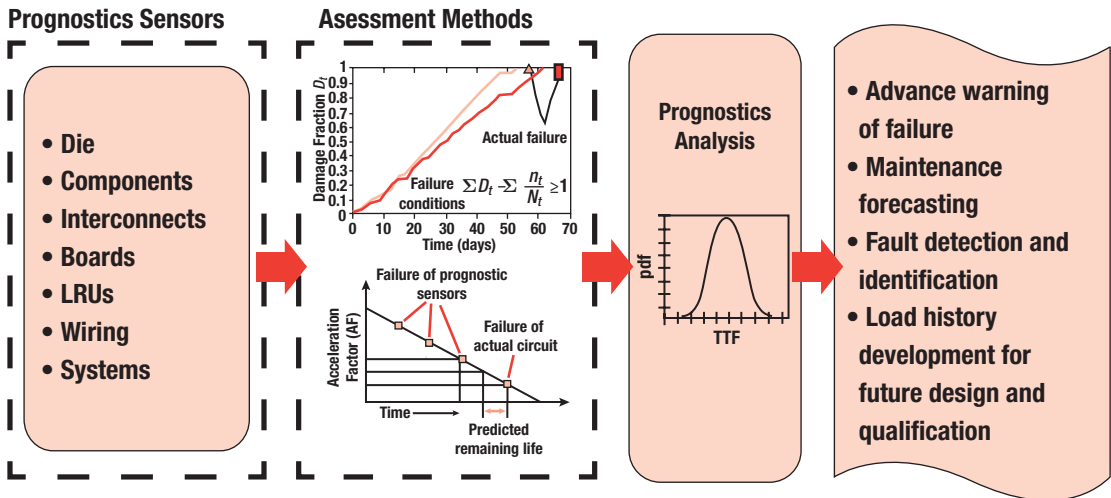 Prognostics Sensors
• Die
• Components
• Interconnects
• Boards
• LRUs
• Wiring
• Systems
Asessment Methods
Damage Fraction Dt
1
0.9
0.8
0.7
0.6
0.5
0.4
0.3
0.2
0.1
0
0 10 20 30 40 50 60 70
Time (days)
Actual failure
Failure
conditions
Σ Dt – Σ nt/Nt ≥1
Failure of prognostic
sensors
Failure of
actual circuit
Acceleration
Factor (AF)
Time
Predicted
remaining life
Prognostics
Analysis
pdf
TTF
• Advance warning
of failure
• Maintenance
forecasting
• Fault detection and
identification
• Load history
development for
future design and
qualification